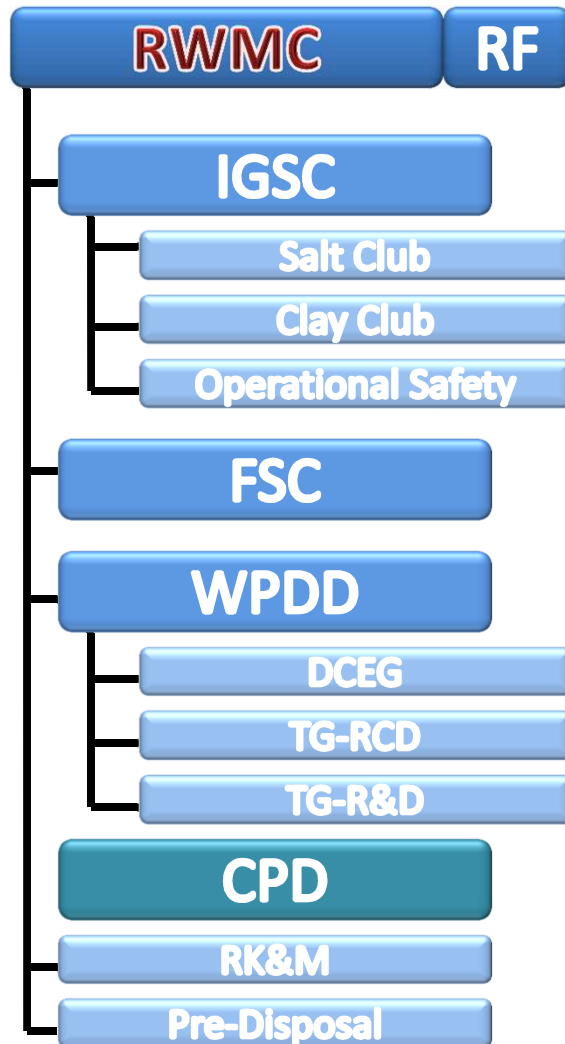 RWMC
RF
IGSC
Salt Club
Clay Club
Operational Safety
FSC
WPDD
DCEG
TG-RCD
TG-R&D
CPD
RK&M
Pre-Disposal